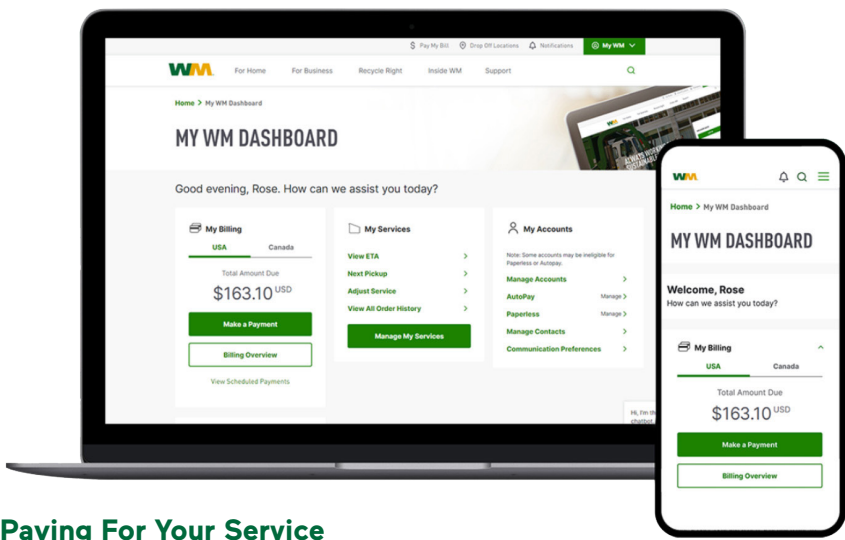 $ Pay My Bill Drop Off Locations Notifications My WM
WM. For Home For Business Recycle Right Inside WM Support
Home > My WM Dashboard
MY WM DASHBOARD
ALWAYS WORKING
Good evening, Rose. How can we assist you today?
My Billing
USA Canada
Total Amount Due
$163.10 USD
Make a Payment
Billing Overview
View Scheduled Payments
My Services
View ETA >
Next Pickup >
Adjust Service >
View All Order History >
Manage My Services
My Accounts
Note: Some accounts may be ineligible for
Paperless or Autopay.
Manage Accounts >
AutoPay Manage >
Paperless Manage >
Manage Contacts >
Communication Preferences >
Hi, I'm th
chatbot.
WM.
Home > My WM Dashboard
MY WM DASHBOARD
Welcome, Rose
How can we assist you today?
My Billing
USA Canada
Total Amount Due
$163.10 USD
Make a Payment
Billing Overview
Paying For Your Service